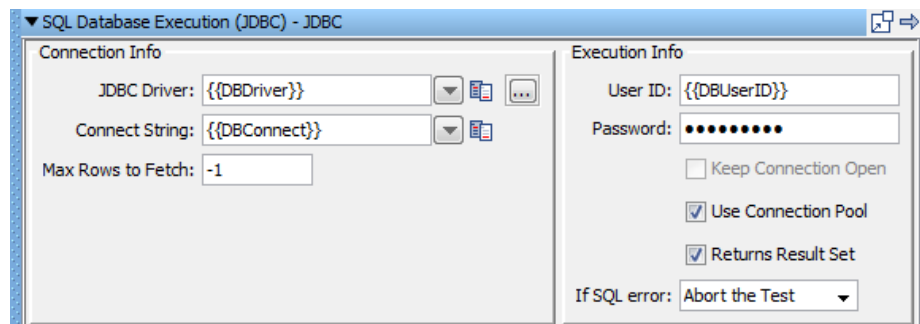 ▼ SQL Database Execution (JDBC) - JDBC
Connection Info
JDBC Driver: {{DBDriver}} ...
Connect String: {{DBConnect}}
Max Rows to Fetch: -1
Execution Info
User ID: {{DBUserID}}
Password: •••••••••
Keep Connection Open
Use Connection Pool
Returns Result Set
If SQL error: Abort the Test